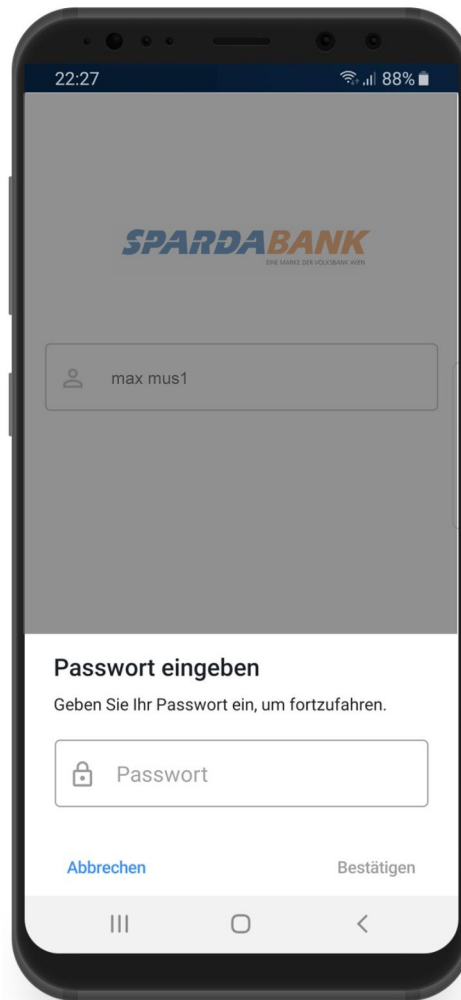 22:27
88%
SPARDABANK
EINE MARKE DER VOLKSBANK WIEN
max mus1
Passwort eingeben
Geben Sie Ihr Passwort ein, um fortzufahren.
Passwort
Abbrechen
Bestätigen